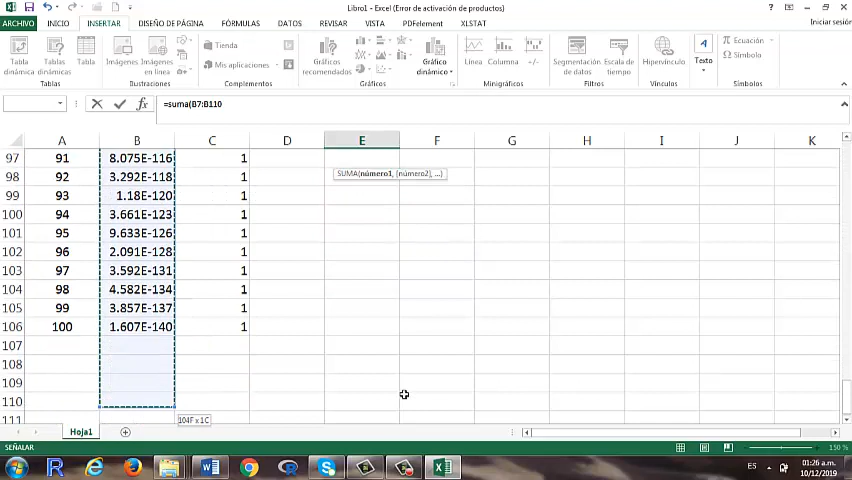 Libro1 - Excel (Error de activación de productos)
Iniciar sesión
ARCHIVO INICIO INSERTAR DISEÑO DE PÁGINA FÓRMULAS DATOS REVISAR VISTA PDFelement XLSTAT
Tabla dinámica
Tablas dinámicas
Tabla
Tablas
Imágenes
Imágenes en línea
Ilustraciones
Tienda
Mis aplicaciones
Complementos
Gráficos recomendados
Gráficos
Gráfico dinámico
Línea
Columna
+/-
Minigráficos
Segmentación de datos
Escala de tiempo
Filtros
Hipervínculo
Vínculos
Texto
Ecuación
Símbolo
Símbolos
=suma(B7:B110
A B C D E F G H I J K
97 91 8.075E-116 1
SUMA(número1, [número2], ...)
98 92 3.292E-118 1
99 93 1.18E-120 1
100 94 3.661E-123 1
101 95 9.633E-126 1
102 96 2.091E-128 1
103 97 3.592E-131 1
104 98 4.582E-134 1
105 99 3.857E-137 1
106 100 1.607E-140 1
107
108
109
110
111
104F x 1C
Hoja1
SEÑALAR
150 %
ES
01:26 a.m.
10/12/2019